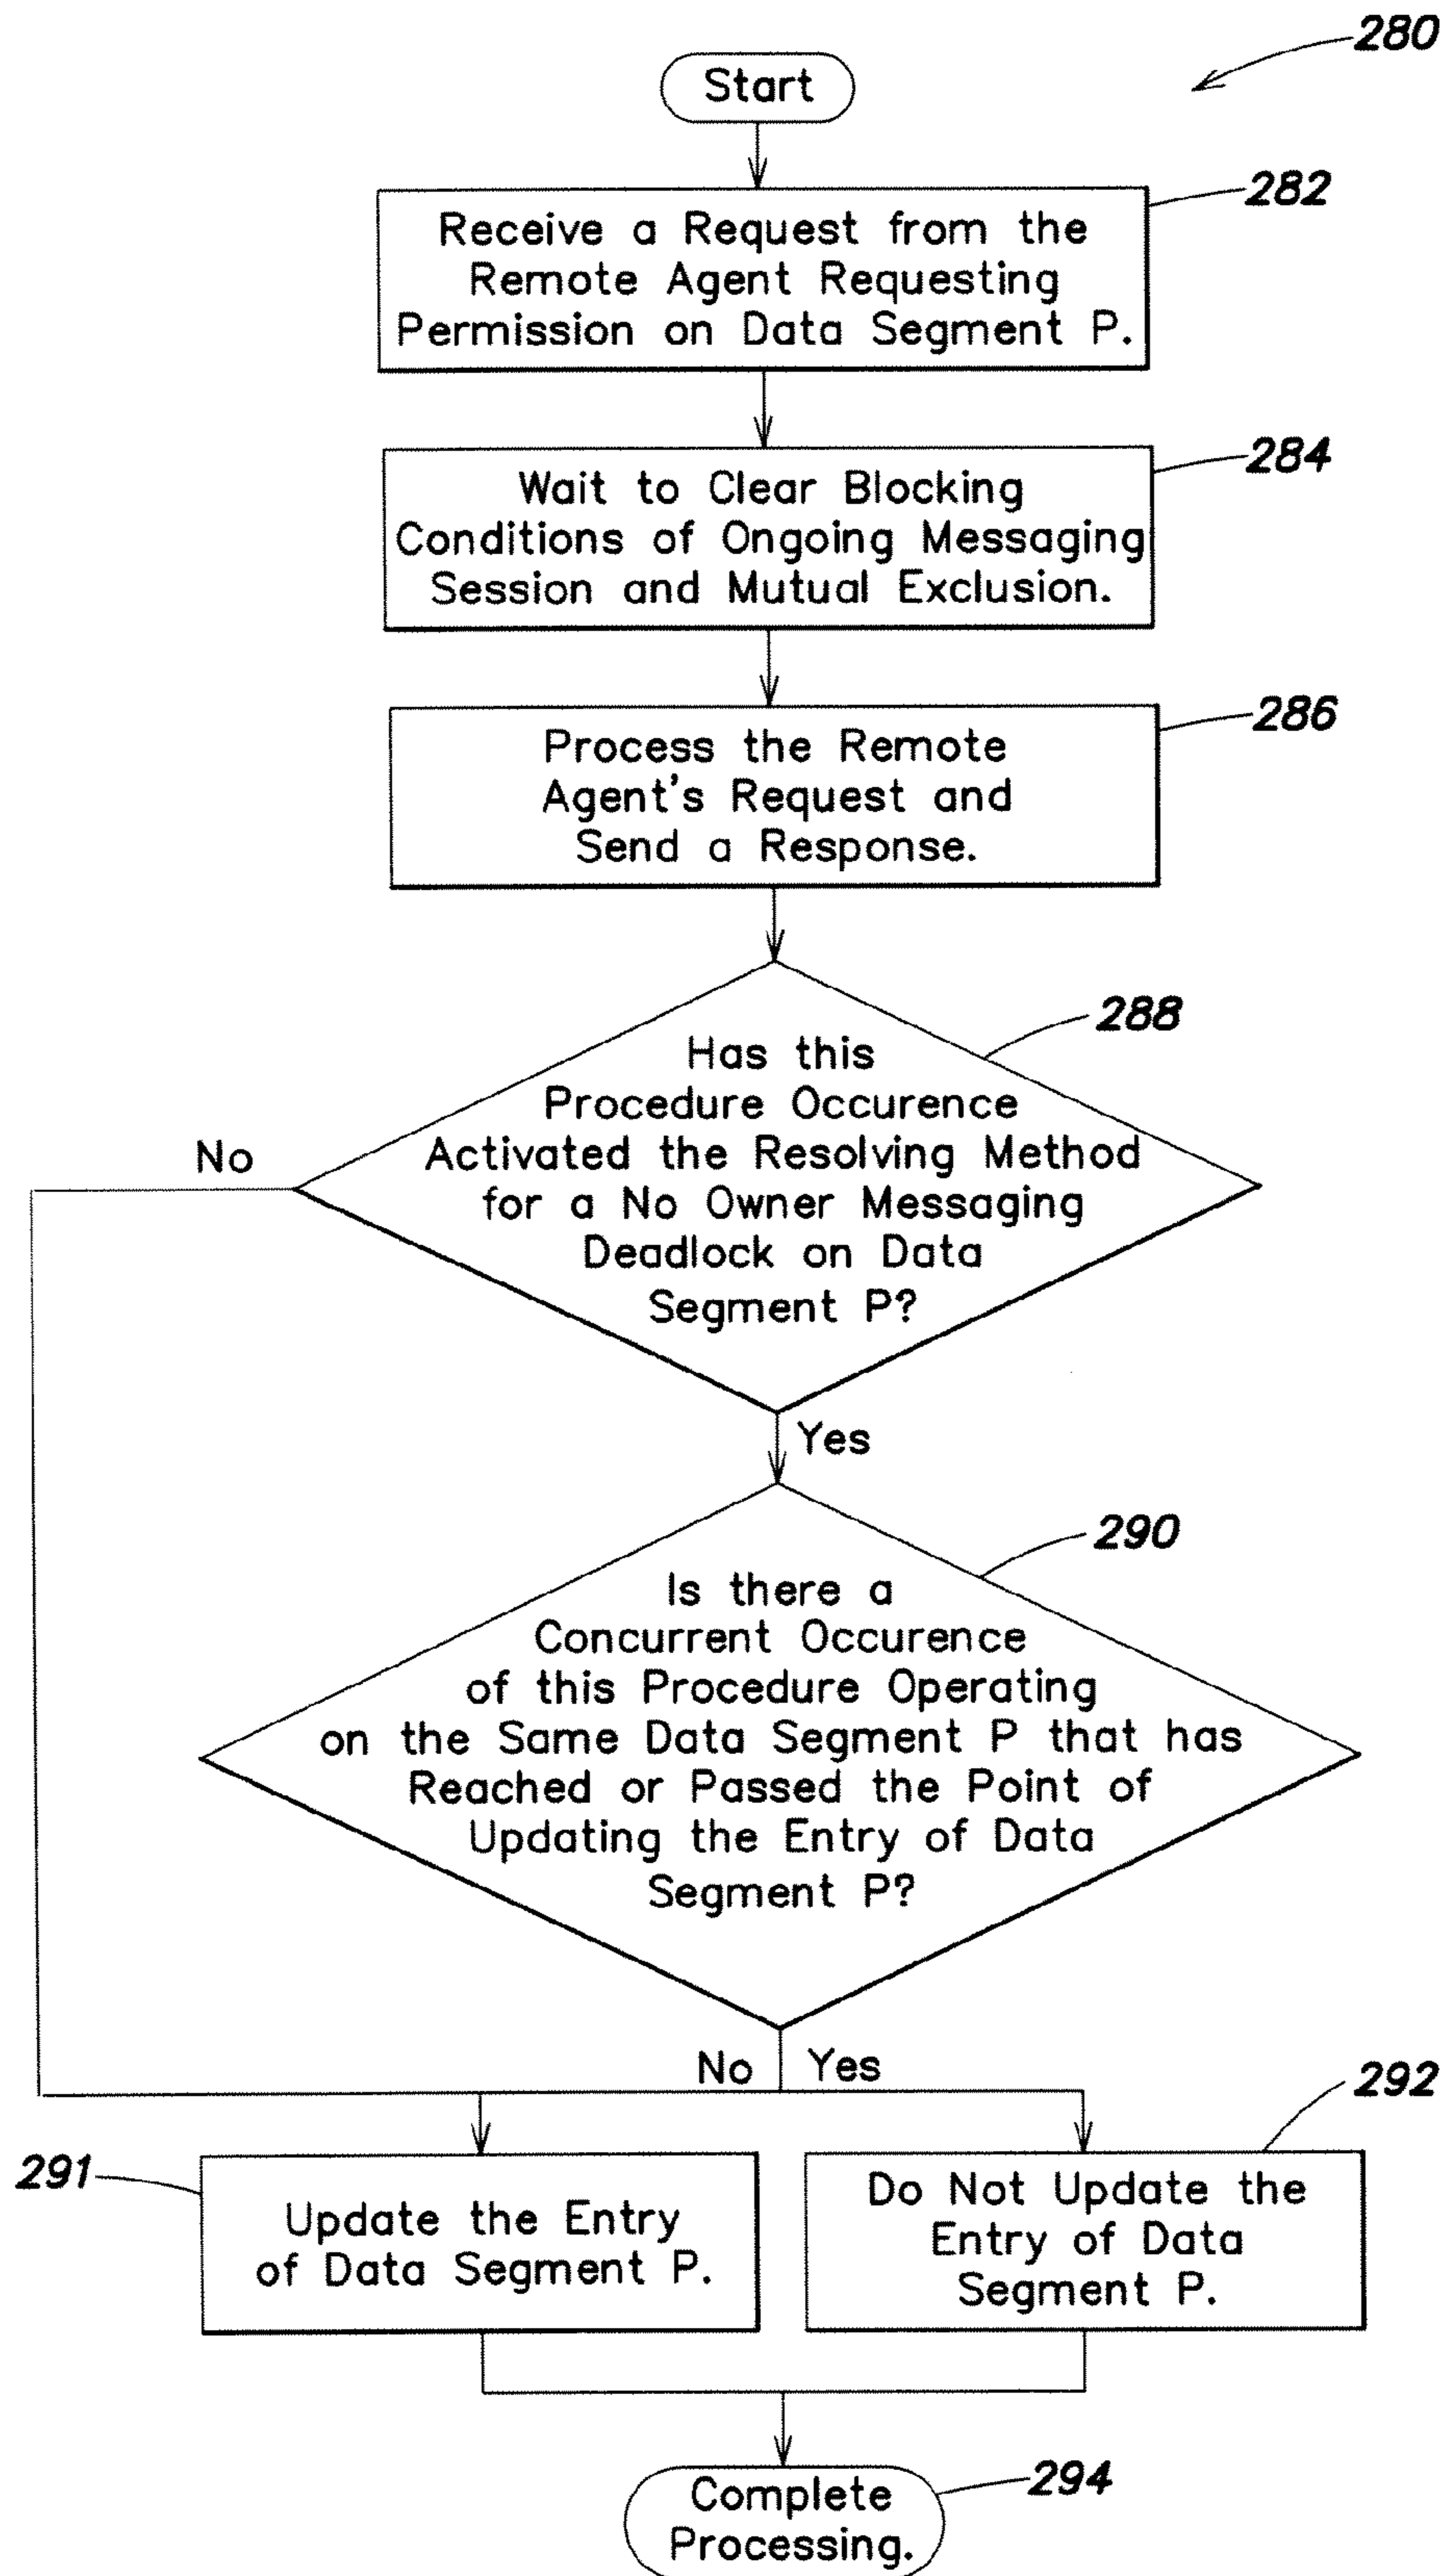 280
Start
282
Receive a Request from the
Remote Agent Requesting
Permission on Data Segment P.
284
Wait to Clear Blocking
Conditions of Ongoing Messaging
Session and Mutual Exclusion.
286
Process the Remote
Agent's Request and
Send a Response.
288
Has this
Procedure Occurence
Activated the Resolving Method
for a No Owner Messaging
Deadlock on Data
Segment P?
No
Yes
290
Is there a
Concurrent Occurence
of this Procedure Operating
on the Same Data Segment P that has
Reached or Passed the Point of
Updating the Entry of Data
Segment P?
No
Yes
291
Update the Entry
of Data Segment P.
292
Do Not Update the
Entry of Data
Segment P.
294
Complete
Processing.